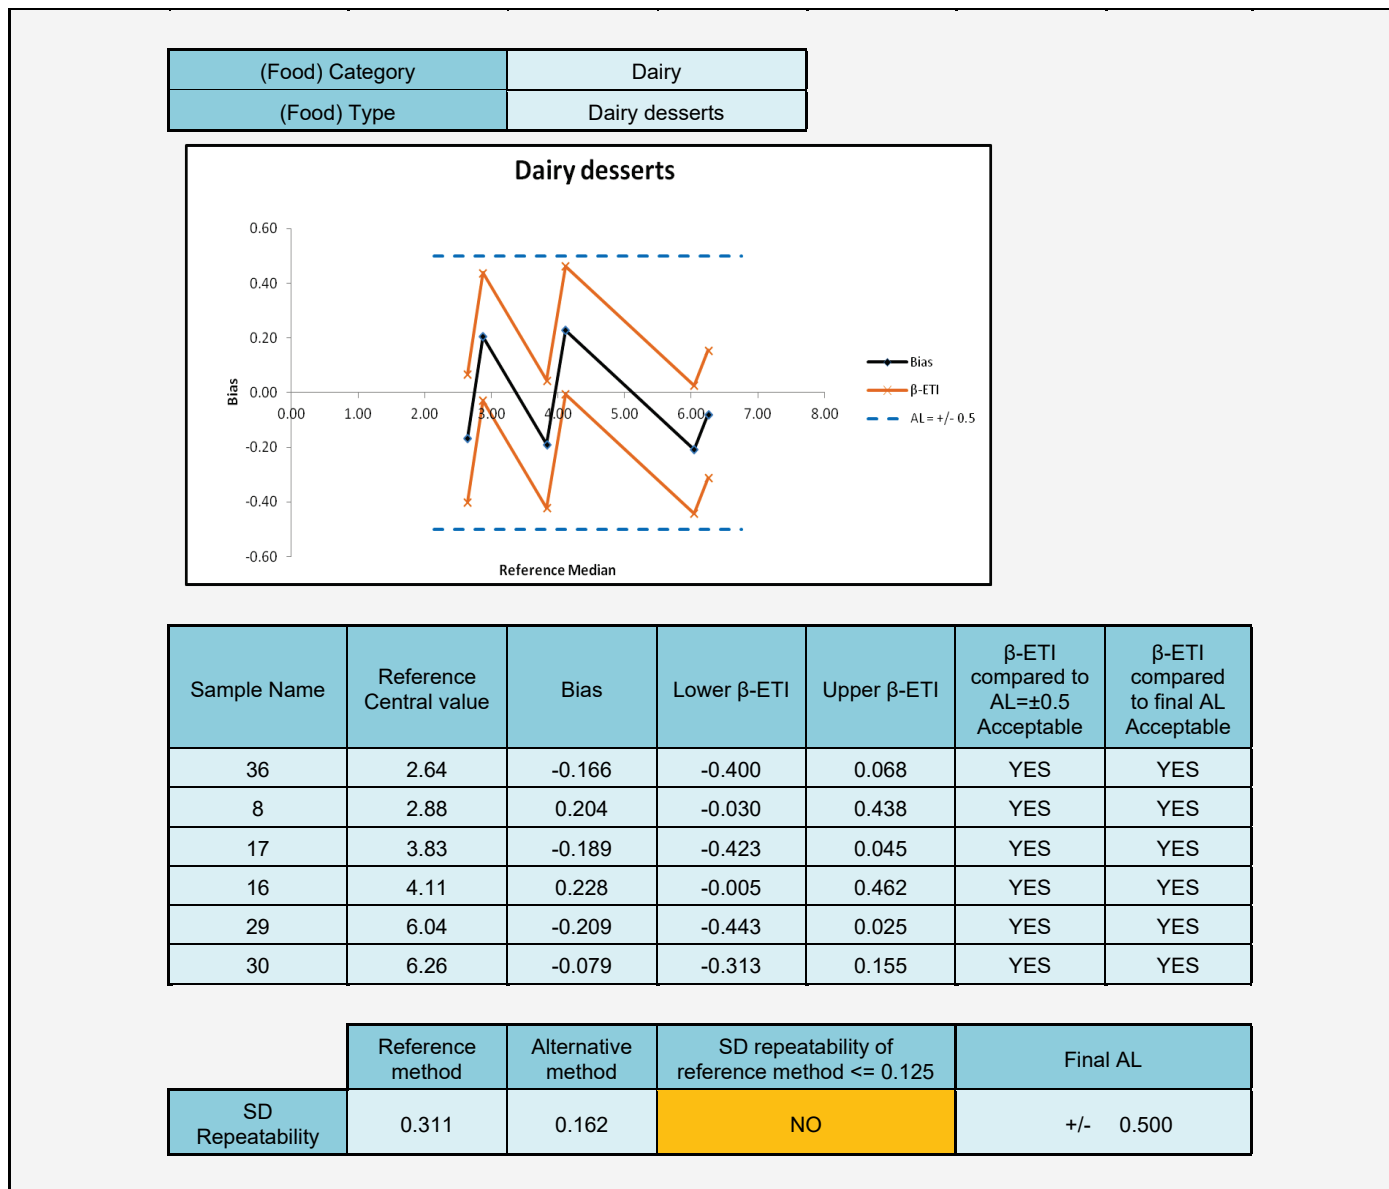 (Food) Category Dairy
(Food) Type Dairy desserts
Dairy desserts
0.60
0.40
0.20
0.00
-0.20
-0.40
-0.60
0.00 1.00 2.00 3.00 4.00 5.00 6.00 7.00 8.00
Bias
Reference Median
Bias
β-ETI
AL= +/- 0.5
Sample Name
Reference
Central value
Bias
Lower β-ETI
Upper β-ETI
β-ETI
compared to
AL=±0.5
Acceptable
β-ETI
compared
to final AL
Acceptable
36 2.64 -0.166 -0.400 0.068 YES YES
8 2.88 0.204 -0.030 0.438 YES YES
17 3.83 -0.189 -0.423 0.045 YES YES
16 4.11 0.228 -0.005 0.462 YES YES
29 6.04 -0.209 -0.443 0.025 YES YES
30 6.26 -0.079 -0.313 0.155 YES YES
Reference
method
Alternative
method
SD repeatability of
reference method <= 0.125
Final AL
SD
Repeatability
0.311 0.162 NO +/- 0.500